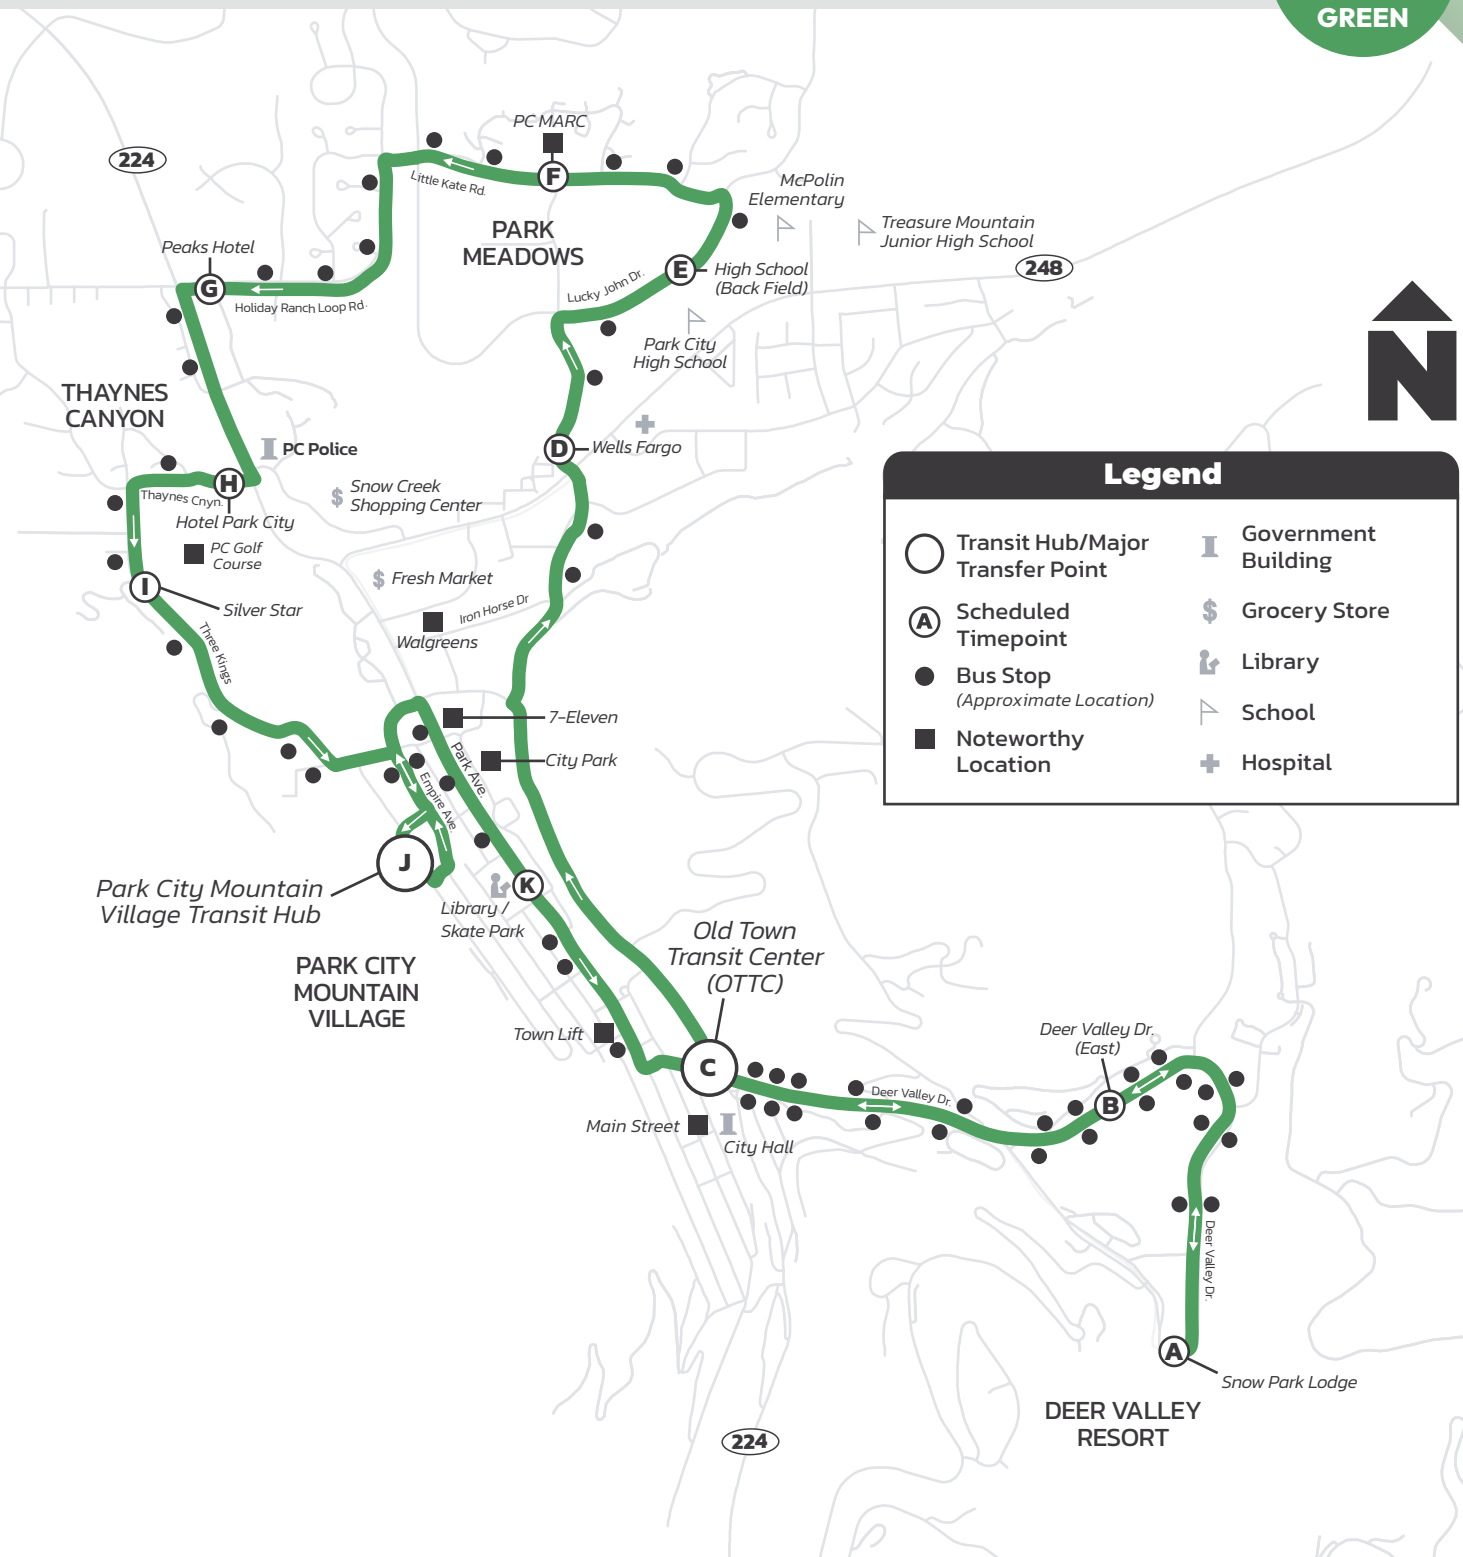 GREEN
PC MARC
224
F
Little Kate Rd.
McPolin
Elementary
Treasure Mountain
Junior High School
PARK
MEADOWS
Peaks Hotel
248
E
High School
(Back Field)
G
Lucky John Dr.
Holiday Ranch Loop Rd.
N
Park City
High School
THAYNES
CANYON
PC Police
D
Wells Fargo
H
Thaynes Cnyn.
Hotel Park City
Snow Creek
Shopping Center
$
PC Golf
Course
$
Fresh Market
I
Silver Star
Iron Horse Dr
Walgreens
Three Kings
7-Eleven
Park Ave.
City Park
Empire Ave.
J
Park City Mountain
Village Transit Hub
K
Library /
Skate Park
Old Town
Transit Center
(OTTC)
PARK CITY
MOUNTAIN
VILLAGE
Town Lift
C
Deer Valley Dr.
(East)
Deer Valley Dr.
B
Main Street
City Hall
Deer Valley Dr.
A
Snow Park Lodge
DEER VALLEY
RESORT
224
Legend
Transit Hub/Major
Transfer Point
A
Scheduled
Timepoint
Bus Stop
(Approximate Location)
Noteworthy
Location
Government
Building
$
Grocery Store
Library
School
Hospital